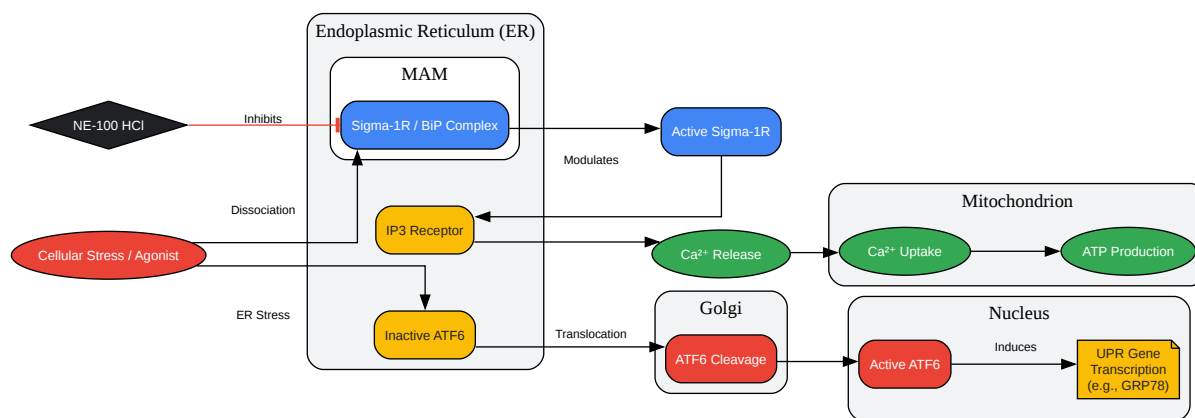 Endoplasmic Reticulum (ER)
MAM
NE-100 HCl
Inhibits
Sigma-1R / BiP Complex
Active Sigma-1R
Modulates
Dissociation
IP3 Receptor
Cellular Stress / Agonist
Ca²⁺ Release
Mitochondrion
Ca²⁺ Uptake
ATP Production
ER Stress
Inactive ATF6
Translocation
Golgi
ATF6 Cleavage
Nucleus
Active ATF6
Induces
UPR Gene
Transcription
(e.g., GRP78)